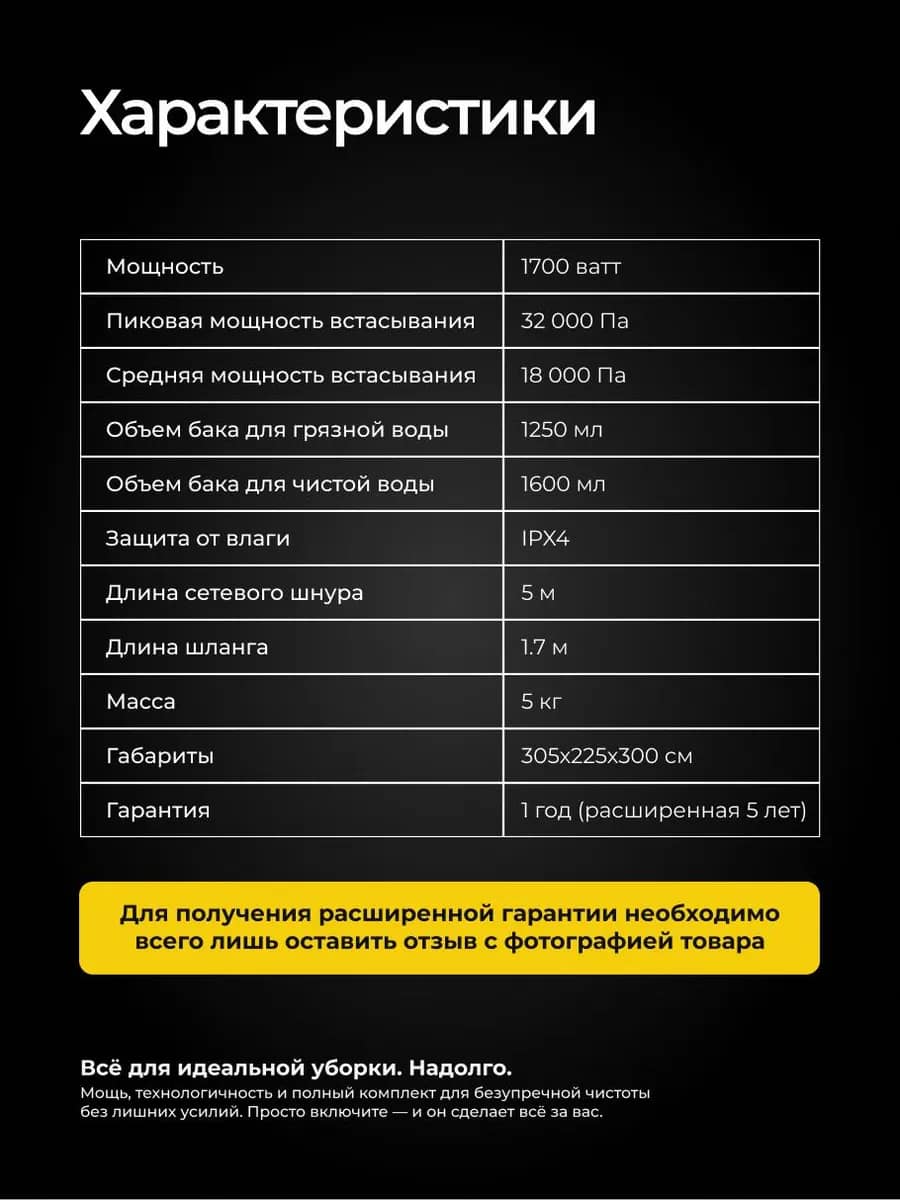 Характеристики
Мощность 1700 ватт
Пиковая мощность встасывания 32 000 Па
Средняя мощность встасывания 18 000 Па
Объем бака для грязной воды 1250 мл
Объем бака для чистой воды 1600 мл
Защита от влаги IPX4
Длина сетевого шнура 5 м
Длина шланга 1.7 м
Масса 5 кг
Габариты 305x225x300 см
Гарантия 1 год (расширенная 5 лет)
Для получения расширенной гарантии необходимо
всего лишь оставить отзыв с фотографией товара
Всё для идеальной уборки. Надолго.
Мощь, технологичность и полный комплект для безупречной чистоты
без лишних усилий. Просто включите — и он сделает всё за вас.